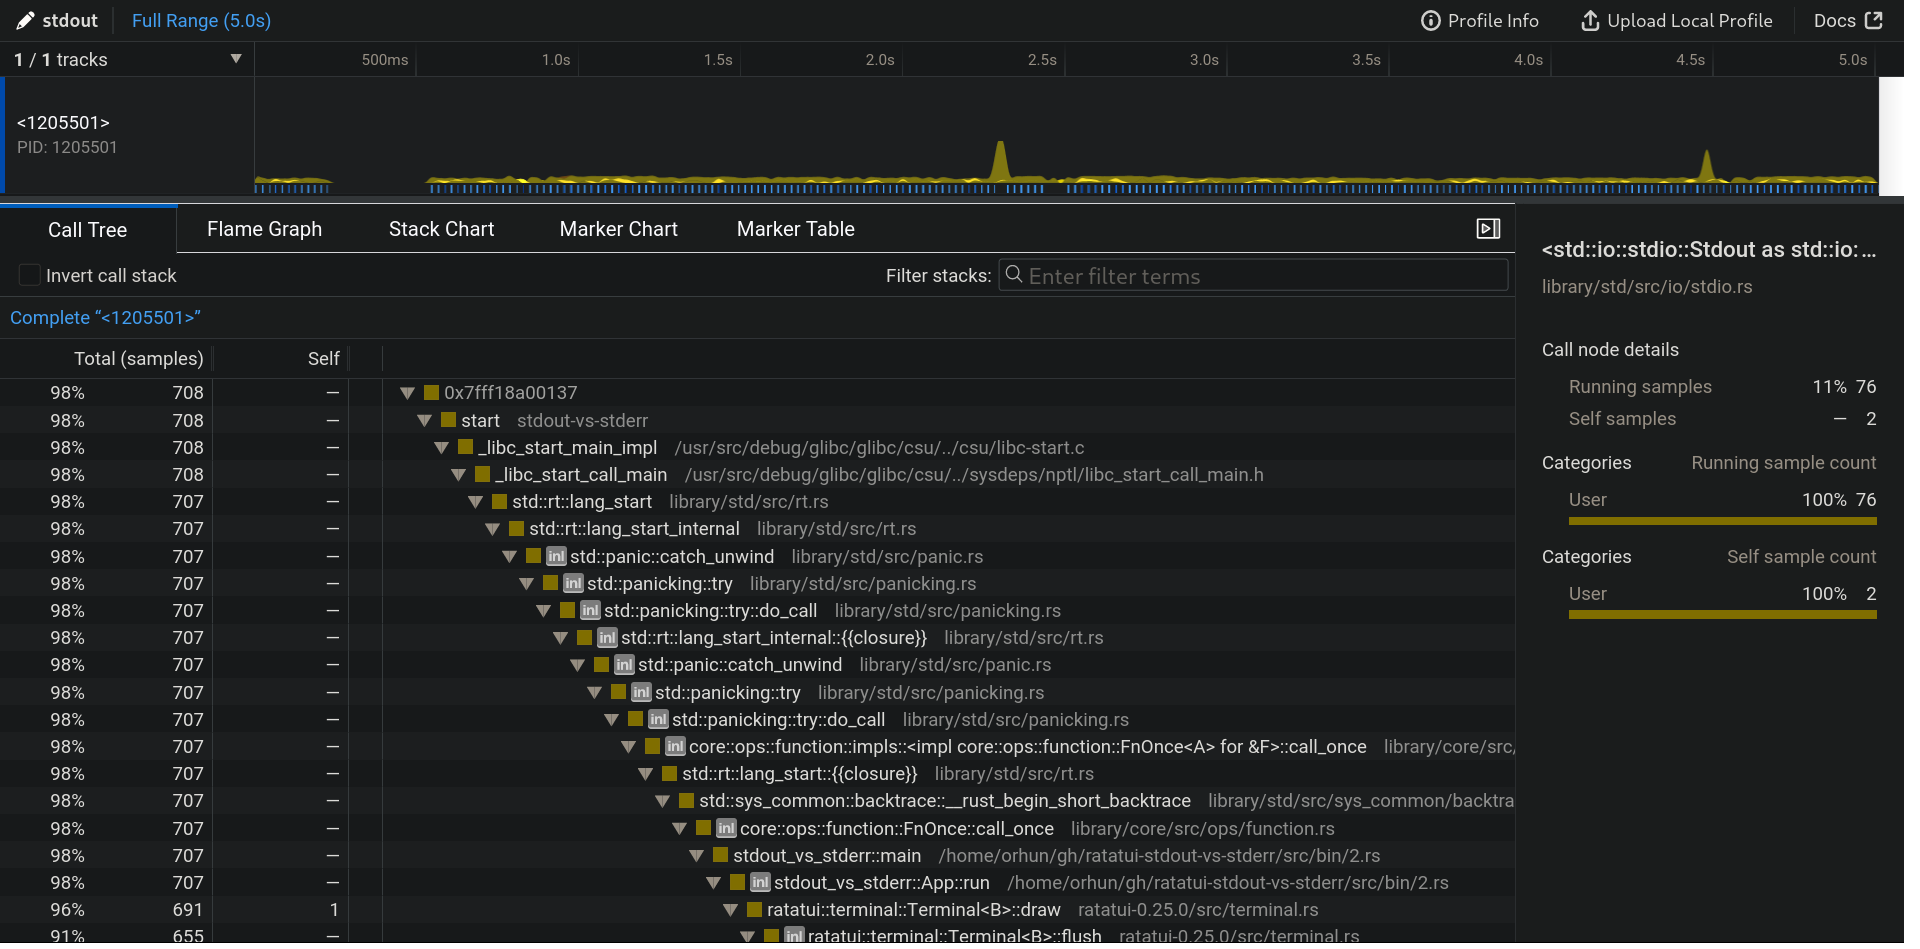 stdout Full Range (5.0s) Profile Info Upload Local Profile Docs
1 / 1 tracks 500ms 1.0s 1.5s 2.0s 2.5s 3.0s 3.5s 4.0s 4.5s 5.0s
<1205501>
PID: 1205501
Call Tree Flame Graph Stack Chart Marker Chart Marker Table
Invert call stack Filter stacks: Enter filter terms
Complete “<1205501>”
Total (samples) Self
98% 708 — 0x7fff18a00137
98% 708 — start stdout-vs-stderr
98% 708 — _libc_start_main_impl /usr/src/debug/glibc/glibc/csu/../csu/libc-start.c
98% 708 — _libc_start_call_main /usr/src/debug/glibc/glibc/csu/../sysdeps/nptl/libc_start_call_main.h
98% 707 — std::rt::lang_start library/std/src/rt.rs
98% 707 — std::rt::lang_start_internal library/std/src/rt.rs
98% 707 — inl std::panic::catch_unwind library/std/src/panic.rs
98% 707 — inl std::panicking::try library/std/src/panicking.rs
98% 707 — inl std::panicking::try::do_call library/std/src/panicking.rs
98% 707 — inl std::rt::lang_start_internal::{{closure}} library/std/src/rt.rs
98% 707 — inl std::panic::catch_unwind library/std/src/panic.rs
98% 707 — inl std::panicking::try library/std/src/panicking.rs
98% 707 — inl std::panicking::try::do_call library/std/src/panicking.rs
98% 707 — inl core::ops::function::impls::<impl core::ops::function::FnOnce<A> for &F>::call_once library/core/src/
98% 707 — std::rt::lang_start::{{closure}} library/std/src/rt.rs
98% 707 — std::sys_common::backtrace::__rust_begin_short_backtrace library/std/src/sys_common/backtra
98% 707 — inl core::ops::function::FnOnce::call_once library/core/src/ops/function.rs
98% 707 — stdout_vs_stderr::main /home/orhun/gh/ratatui-stdout-vs-stderr/src/bin/2.rs
98% 707 — inl stdout_vs_stderr::App::run /home/orhun/gh/ratatui-stdout-vs-stderr/src/bin/2.rs
96% 691 1 ratatui::terminal::Terminal<B>::draw ratatui-0.25.0/src/terminal.rs
91% 655 — inl ratatui::terminal::Terminal<B>::flush ratatui-0.25.0/src/terminal.rs
<std::io::stdio::Stdout as std::io:…
library/std/src/io/stdio.rs
Call node details
Running samples 11% 76
Self samples — 2
Categories Running sample count
User 100% 76
Categories Self sample count
User 100% 2